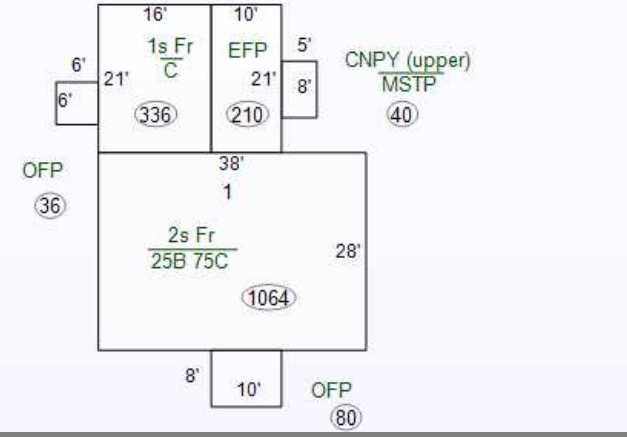 16'
10'
1s Fr
C
EFP
5'
CNPY (upper)
MSTP
6'
21'
21'
8'
6'
336
210
40
38'
OFP
1
36
2s Fr
25B 75C
28'
1064
8'
10'
OFP
80